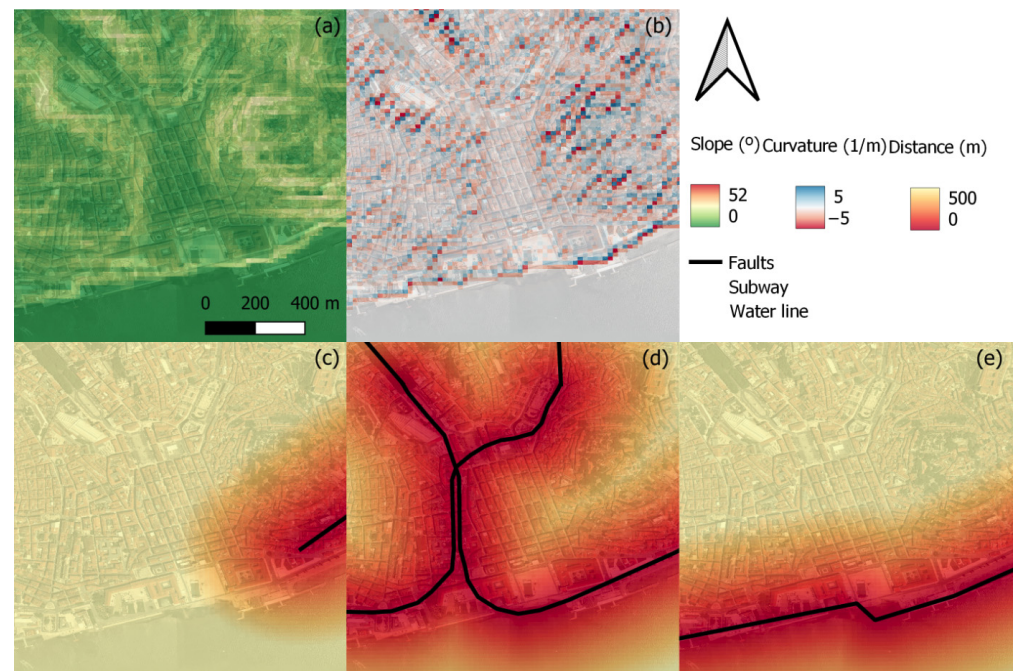 (a)
(b)
Slope (º) Curvature (1/m) Distance (m)
52 5 500
0 −5 0
Faults
Subway
Water line
0 200 400 m
(c)
(d)
(e)